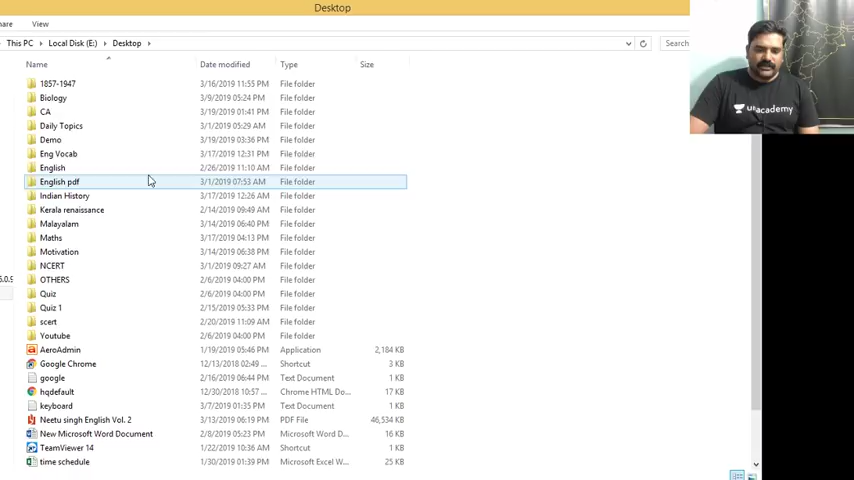 Desktop
are View
This PC Local Disk (E:) Desktop Search
Name Date modified Type Size
1857-1947 3/16/2019 11:55 PM File folder
Biology 3/9/2019 05:24 PM File folder
CA 3/19/2019 01:41 PM File folder
Daily Topics 3/1/2019 05:29 AM File folder
Demo 3/19/2019 03:36 PM File folder
Eng Vocab 3/17/2019 12:31 PM File folder
English 2/26/2019 11:10 AM File folder
English pdf 3/1/2019 07:53 AM File folder
Indian History 3/17/2019 12:26 AM File folder
Kerala renaissance 2/14/2019 09:49 AM File folder
Malayalam 3/14/2019 06:40 PM File folder
Maths 3/17/2019 04:13 PM File folder
Motivation 3/14/2019 06:38 PM File folder
NCERT 3/1/2019 09:27 AM File folder
OTHERS 2/6/2019 04:00 PM File folder
Quiz 2/6/2019 04:00 PM File folder
Quiz 1 2/15/2019 05:33 PM File folder
scert 2/20/2019 11:09 AM File folder
Youtube 2/6/2019 04:00 PM File folder
AeroAdmin 1/19/2019 05:46 PM Application 2,184 KB
Google Chrome 12/13/2018 02:49 ... Shortcut 3 KB
google 2/16/2019 06:44 PM Text Document 1 KB
hqdefault 12/30/2018 10:57 ... Chrome HTML Do... 17 KB
keyboard 3/7/2019 01:35 PM Text Document 1 KB
Neetu singh English Vol. 2 3/13/2019 06:19 PM PDF File 46,534 KB
New Microsoft Word Document 2/8/2019 05:23 PM Microsoft Word D... 16 KB
TeamViewer 14 1/22/2019 10:36 AM Shortcut 1 KB
time schedule 1/30/2019 01:39 PM Microsoft Excel W... 25 KB
unacademy